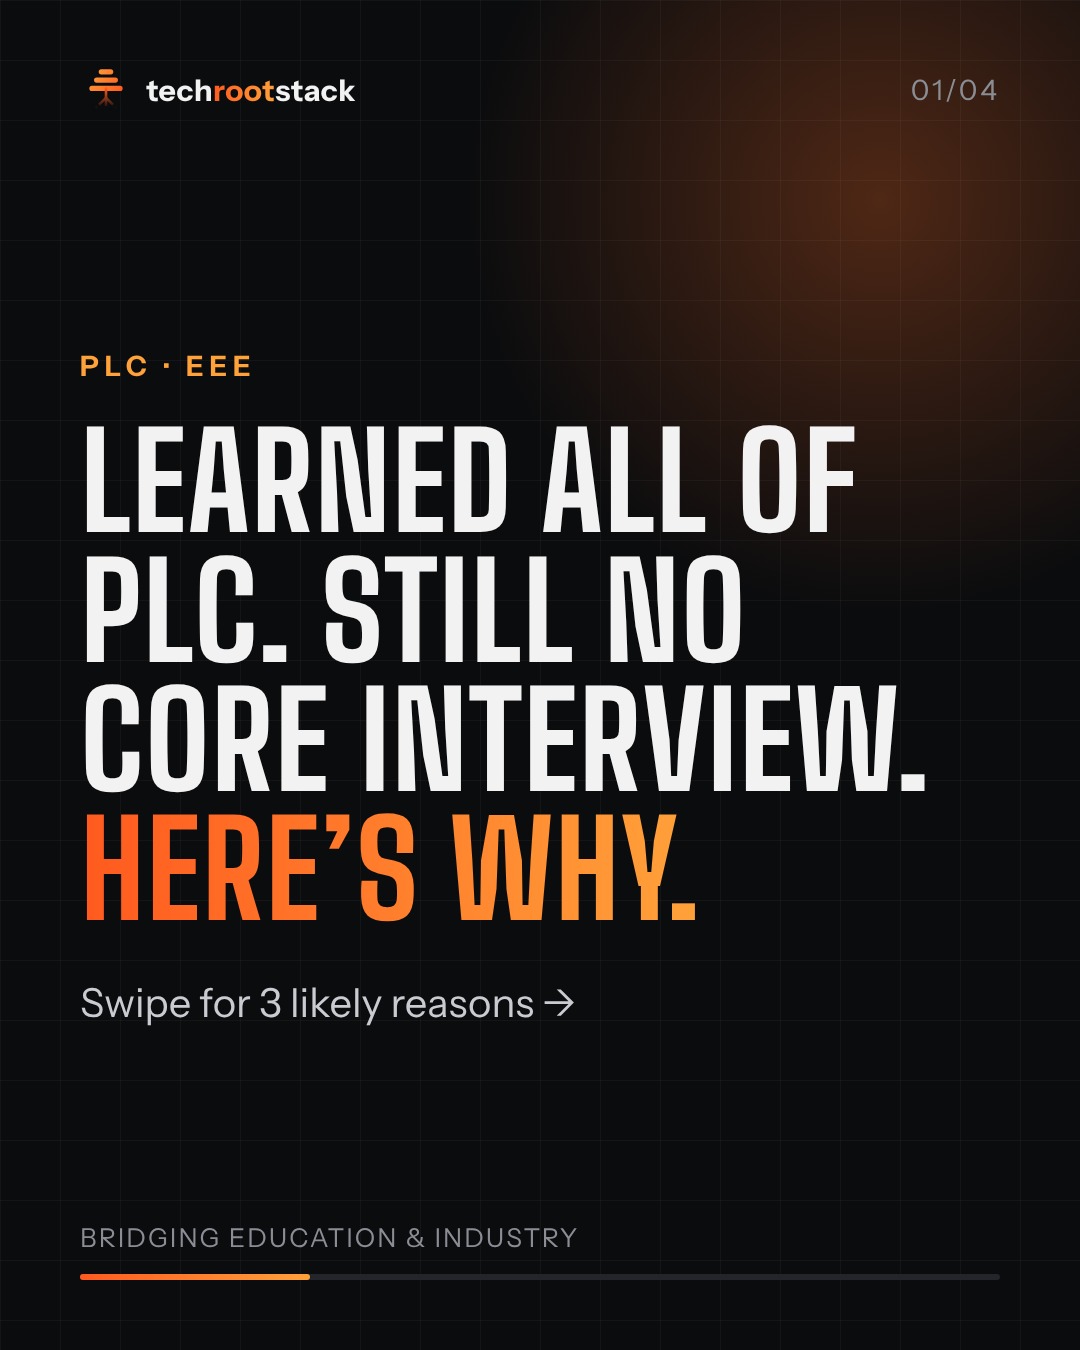 techrootstack
01/04
PLC · EEE
LEARNED ALL OF
PLC. STILL NO
CORE INTERVIEW.
HERE’S WHY.
Swipe for 3 likely reasons →
BRIDGING EDUCATION & INDUSTRY